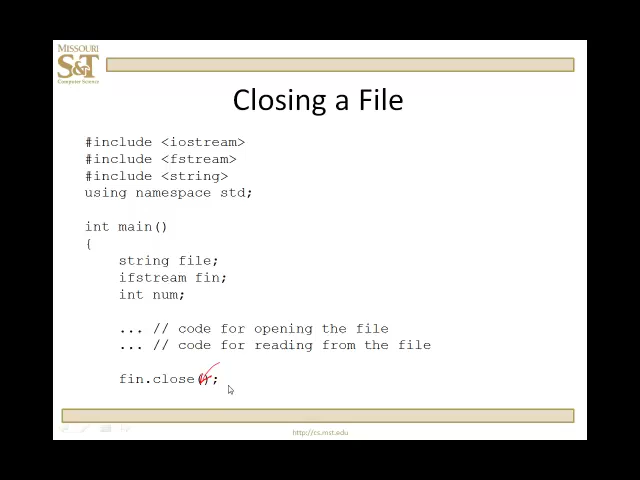 MISSOURI
S&T
Computer Science
Closing a File
#include <iostream>
#include <fstream>
#include <string>
using namespace std;
int main()
{
string file;
ifstream fin;
int num;
... // code for opening the file
... // code for reading from the file
fin.close();
http://cs.mst.edu